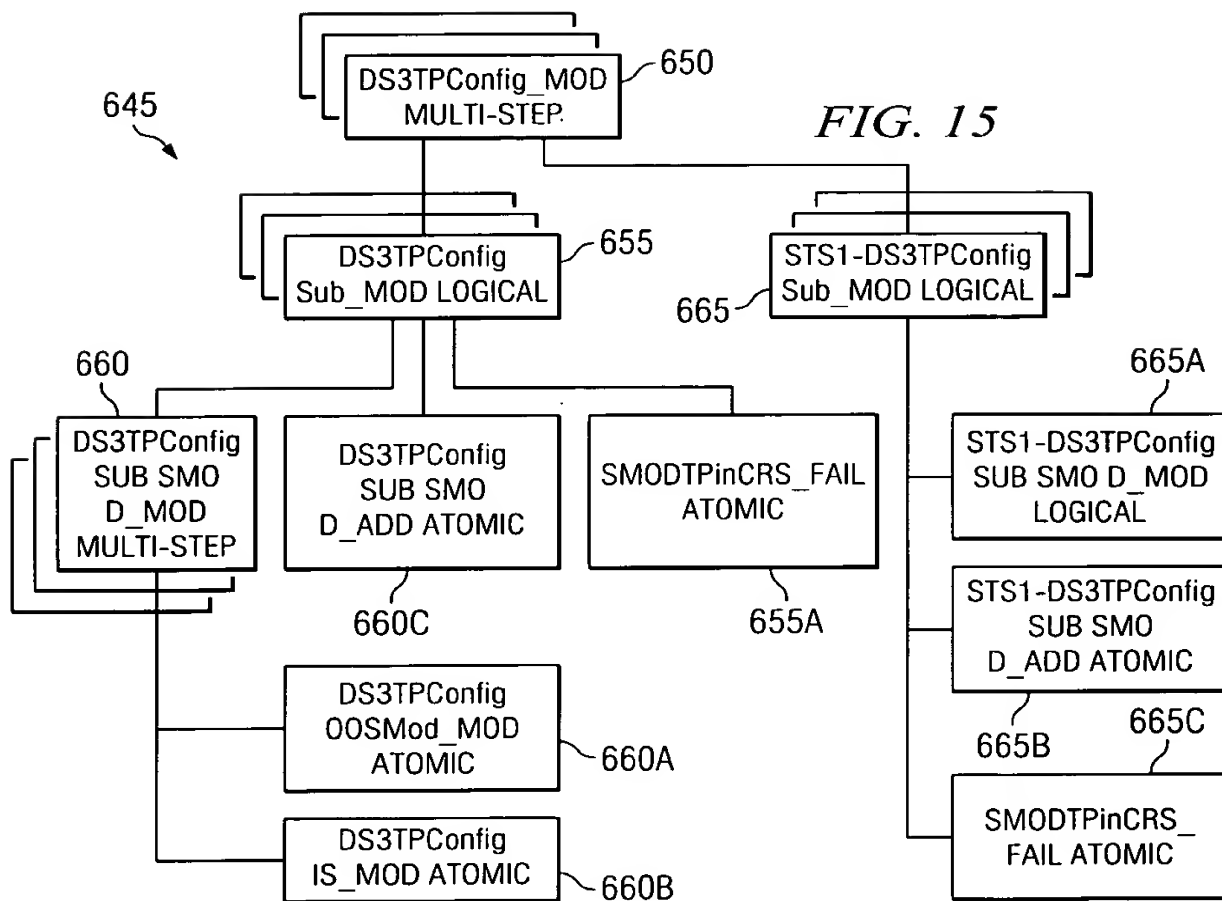 DS3TPConfig_MOD
MULTI-STEP.
650
645
FIG. 15
DS3TPConfig
Sub_MOD LOGICAL
655
STS1-DS3TPConfig
Sub_MOD LOGICAL
665
660
DS3TPConfig
SUB SMO
D_MOD
MULTI-STEP
DS3TPConfig
SUB SMO
D_ADD ATOMIC
660C
SMODTPinCRS_FAIL
ATOMIC
655A
665A
STS1-DS3TPConfig
SUB SMO D_MOD
LOGICAL
STS1-DS3TPConfig
SUB SMO
D_ADD ATOMIC
665B
DS3TPConfig
OOSMod_MOD
ATOMIC
660A
DS3TPConfig
IS_MOD ATOMIC
660B
665C
SMODTPinCRS_
FAIL ATOMIC